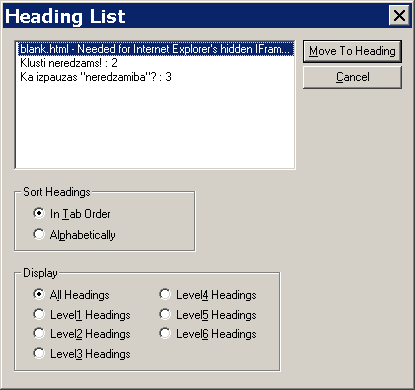 Heading List
blank.html - Needed for Internet Explorer's hidden IFram...
Klusti neredzams! : 2
Ka izpauzas "neredzamiba"? : 3
Move To Heading
Cancel
Sort Headings
In Tab Order
Alphabetically
Display
All Headings
Level1 Headings
Level2 Headings
Level3 Headings
Level4 Headings
Level5 Headings
Level6 Headings